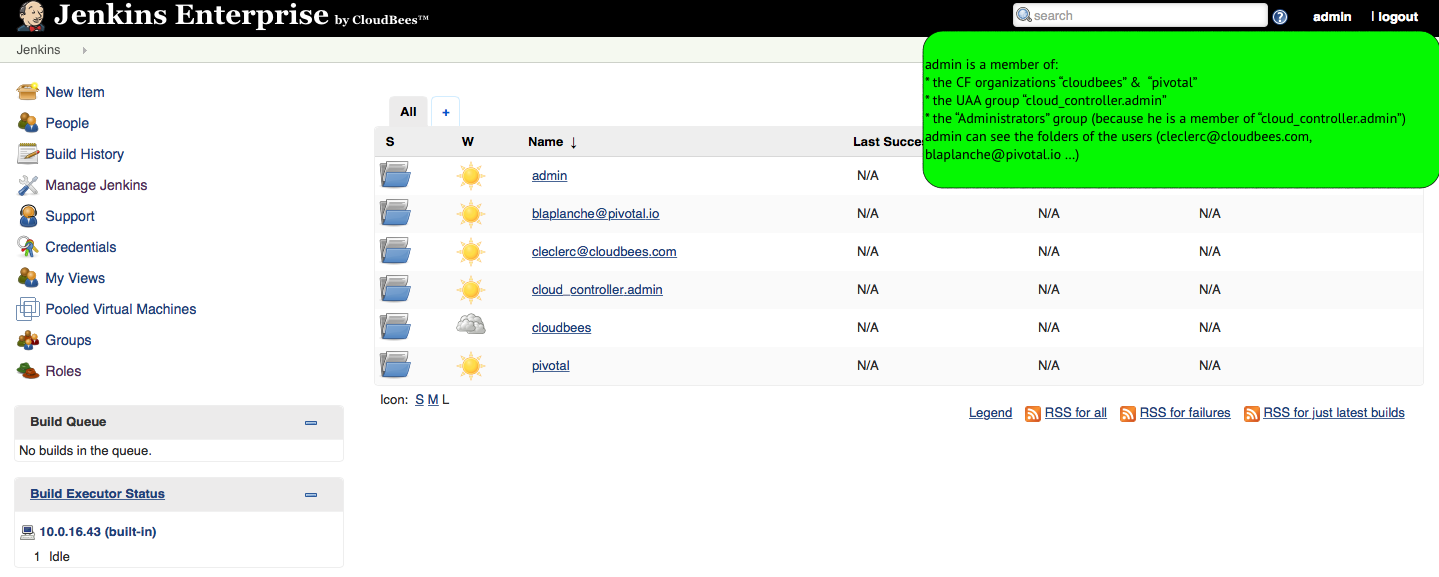 Jenkins Enterprise by CloudBees™
search
admin | logout
Jenkins
admin is a member of:
* the CF organizations “cloudbees” & “pivotal”
* the UAA group “cloud_controller.admin”
* the “Administrators” group (because he is a member of “cloud_controller.admin”)
admin can see the folders of the users (cleclerc@cloudbees.com,
blaplanche@pivotal.io ...)
New Item
People
Build History
Manage Jenkins
Support
Credentials
My Views
Pooled Virtual Machines
Groups
Roles
All +
S W Name ↓ Last Succe
admin N/A
blaplanche@pivotal.io N/A N/A N/A
cleclerc@cloudbees.com N/A N/A N/A
cloud_controller.admin N/A N/A N/A
cloudbees N/A N/A N/A
pivotal N/A N/A N/A
Icon: S M L
Legend RSS for all RSS for failures RSS for just latest builds
Build Queue
No builds in the queue.
Build Executor Status
10.0.16.43 (built-in)
1 Idle